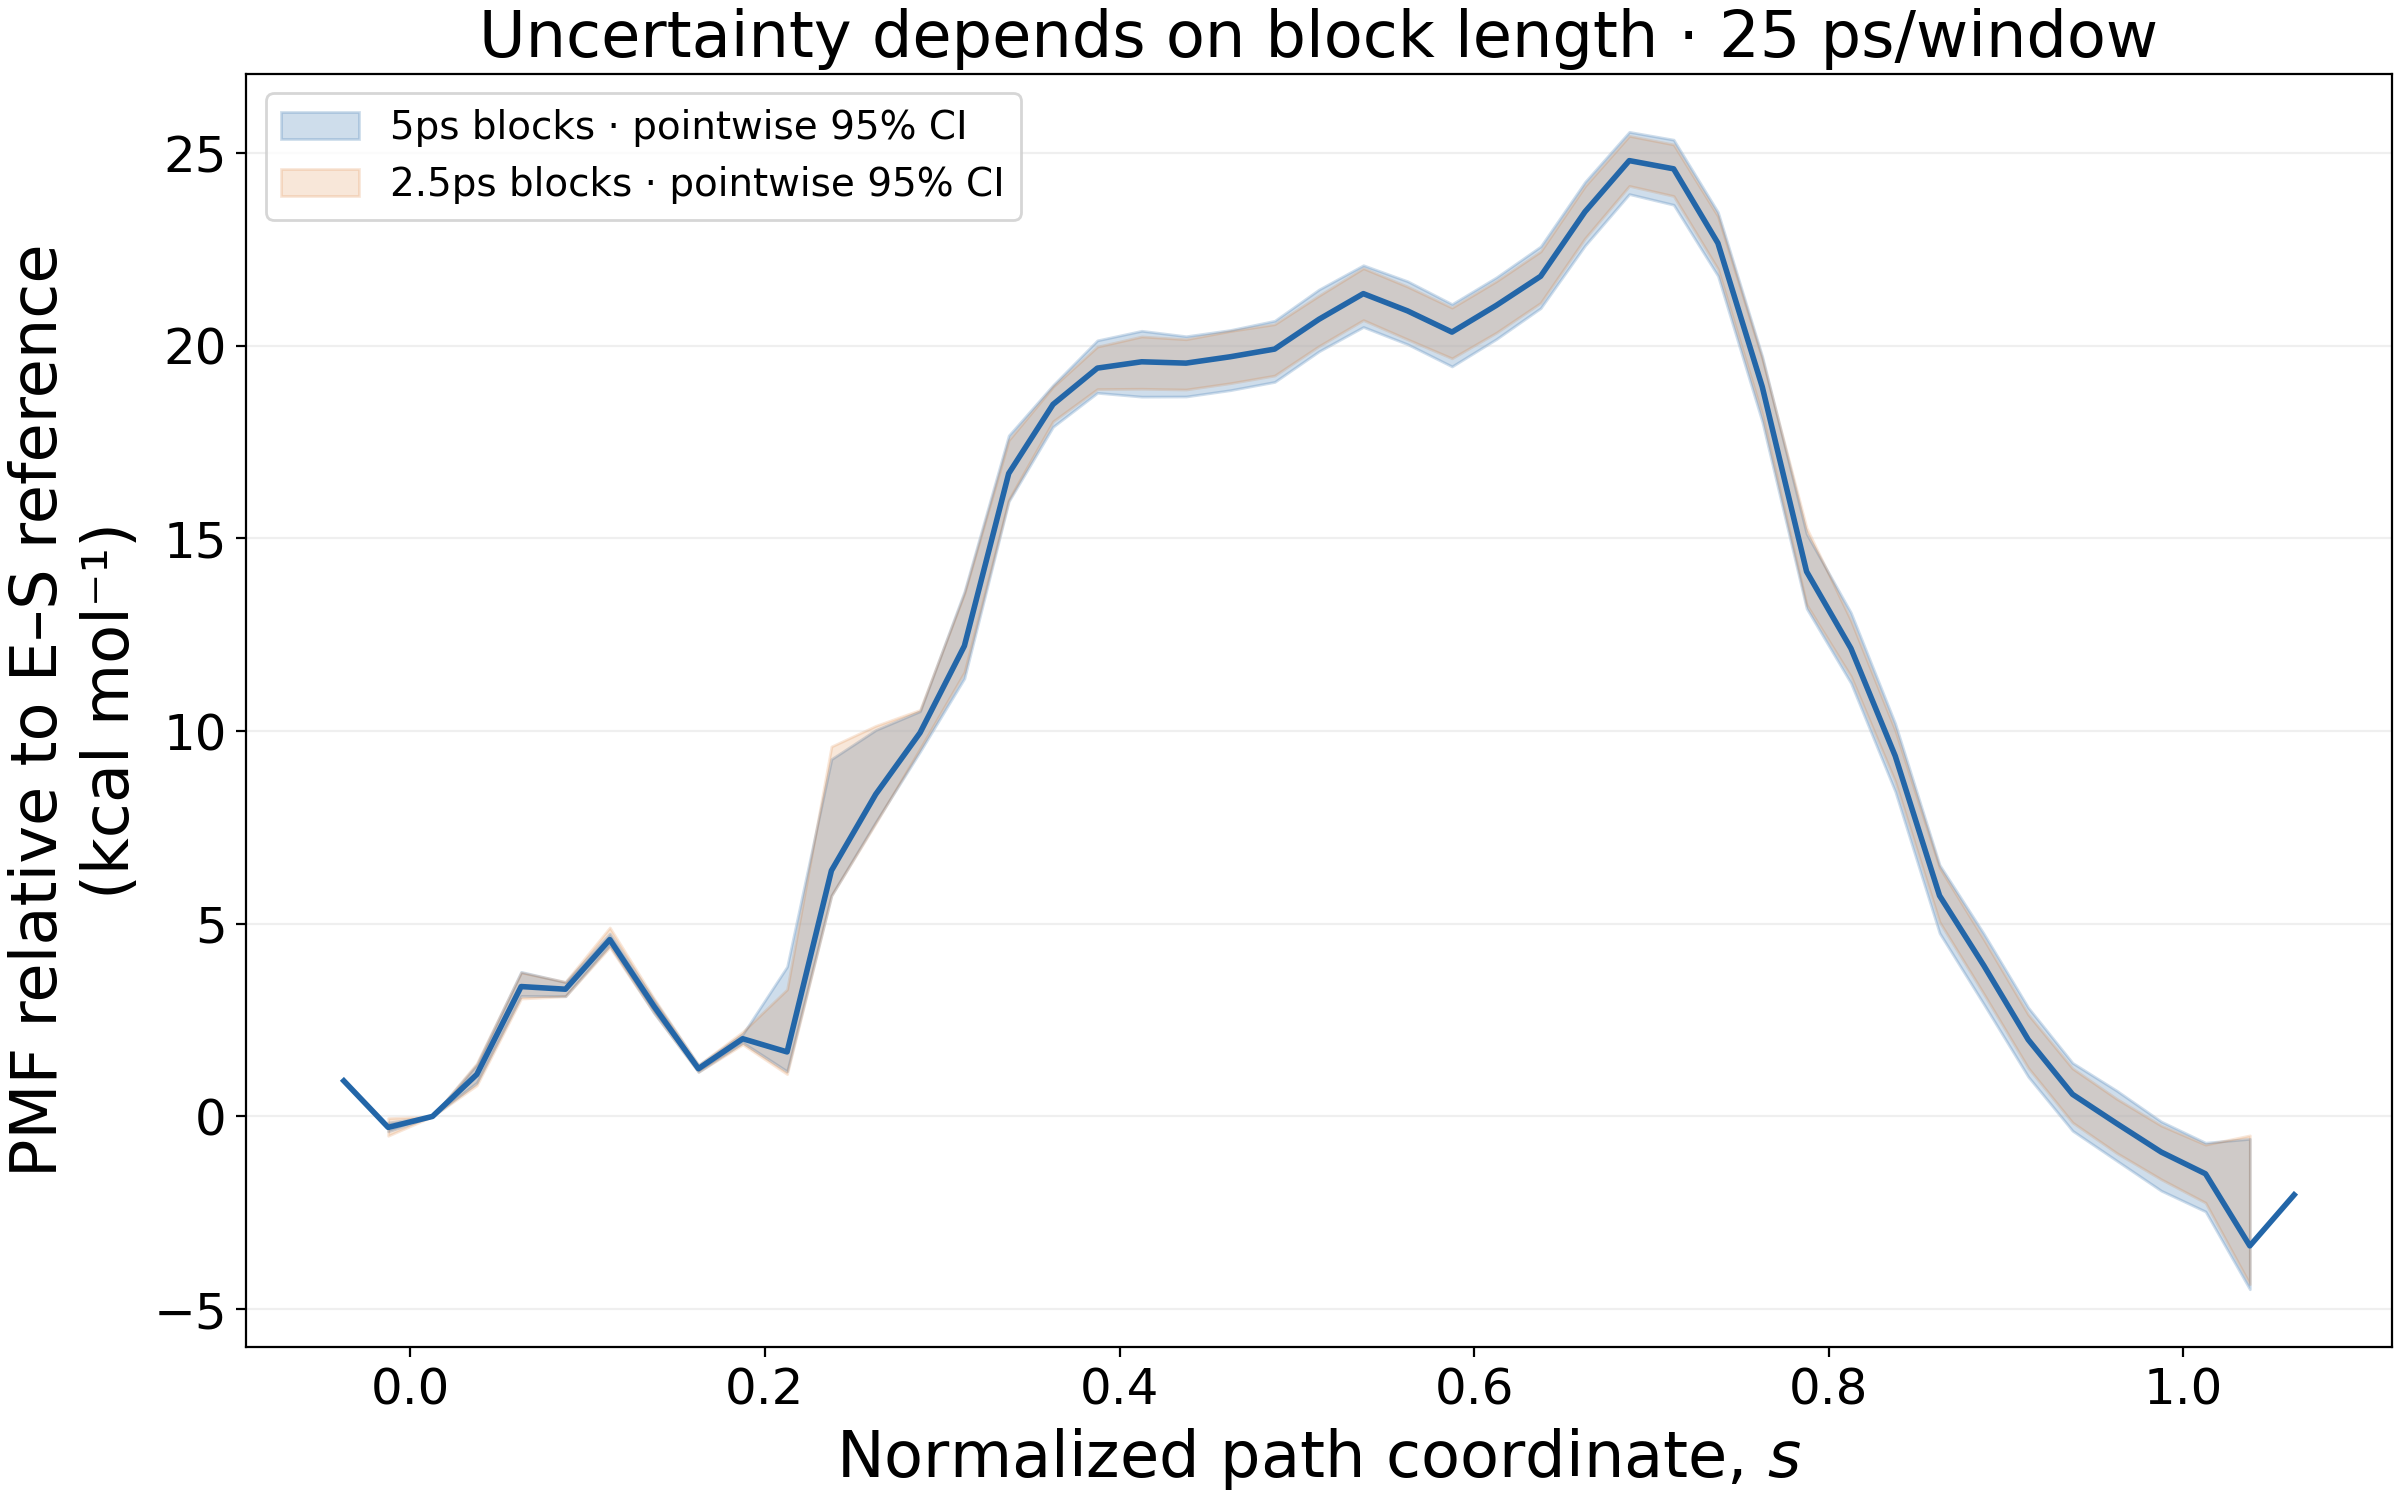 Uncertainty depends on block length · 25 ps/window
5ps blocks · pointwise 95% CI
2.5ps blocks · pointwise 95% CI
PMF relative to E–S reference
(kcal mol⁻¹)
25
20
15
10
5
0
−5
0.0 0.2 0.4 0.6 0.8 1.0
Normalized path coordinate, s